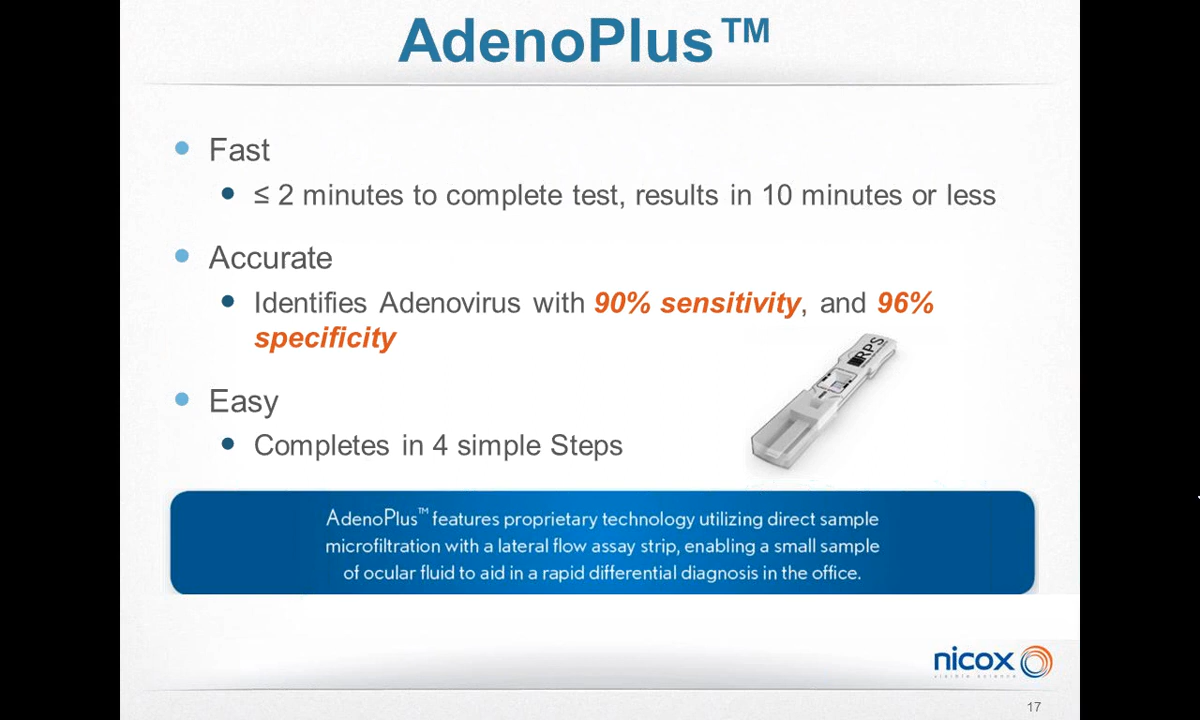 AdenoPlus™
Fast
≤ 2 minutes to complete test, results in 10 minutes or less
Accurate
Identifies Adenovirus with 90% sensitivity, and 96%
specificity
RPS
Easy
Completes in 4 simple Steps
AdenoPlus™ features proprietary technology utilizing direct sample
microfiltration with a lateral flow assay strip, enabling a small sample
of ocular fluid to aid in a rapid differential diagnosis in the office.
nicox
visible science
17